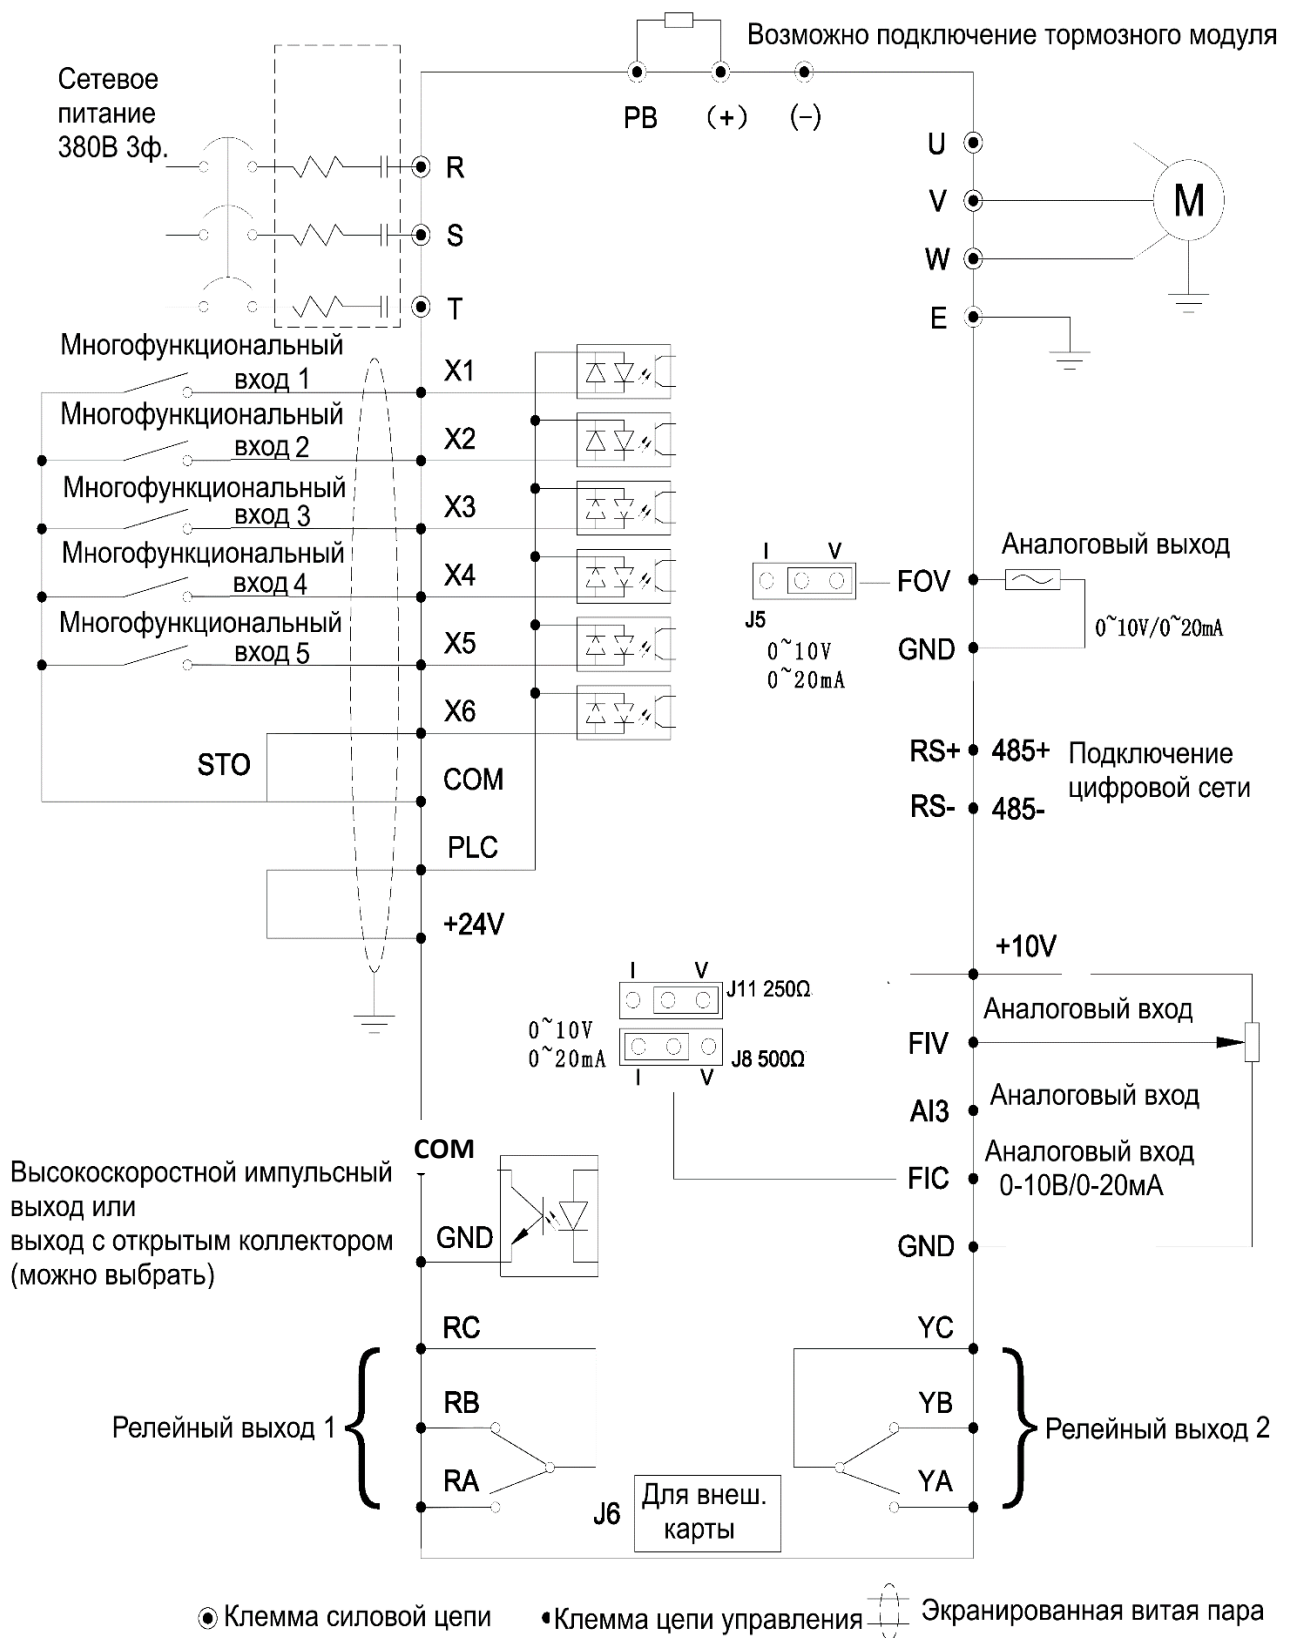 Возможно подключение тормозного модуля
Сетевое
питание
380В 3ф.
PB (+) (-)
R
S
T
U
V
W
E
M
Многофункциональный
вход 1
X1
Многофункциональный
вход 2
X2
Многофункциональный
вход 3
X3
Многофункциональный
вход 4
X4
Многофункциональный
вход 5
X5
X6
STO
COM
PLC
+24V
I V
J5
0~10V
0~20mA
FOV
Аналоговый выход
0~10V/0~20mA
GND
RS+ 485+
RS- 485-
Подключение
цифровой сети
+10V
I V
J11 250Ω
0~10V
0~20mA
J8 500Ω
I V
Аналоговый вход
FIV
AI3
Аналоговый вход
FIC
Аналоговый вход
0-10В/0-20мА
GND
COM
Высокоскоростной импульсный
выход или
выход с открытым коллектором
(можно выбрать)
GND
RC
RB
RA
Релейный выход 1
YC
YB
YA
Релейный выход 2
J6
Для внеш.
карты
Клемма силовой цепи
Клемма цепи управления
Экранированная витая пара